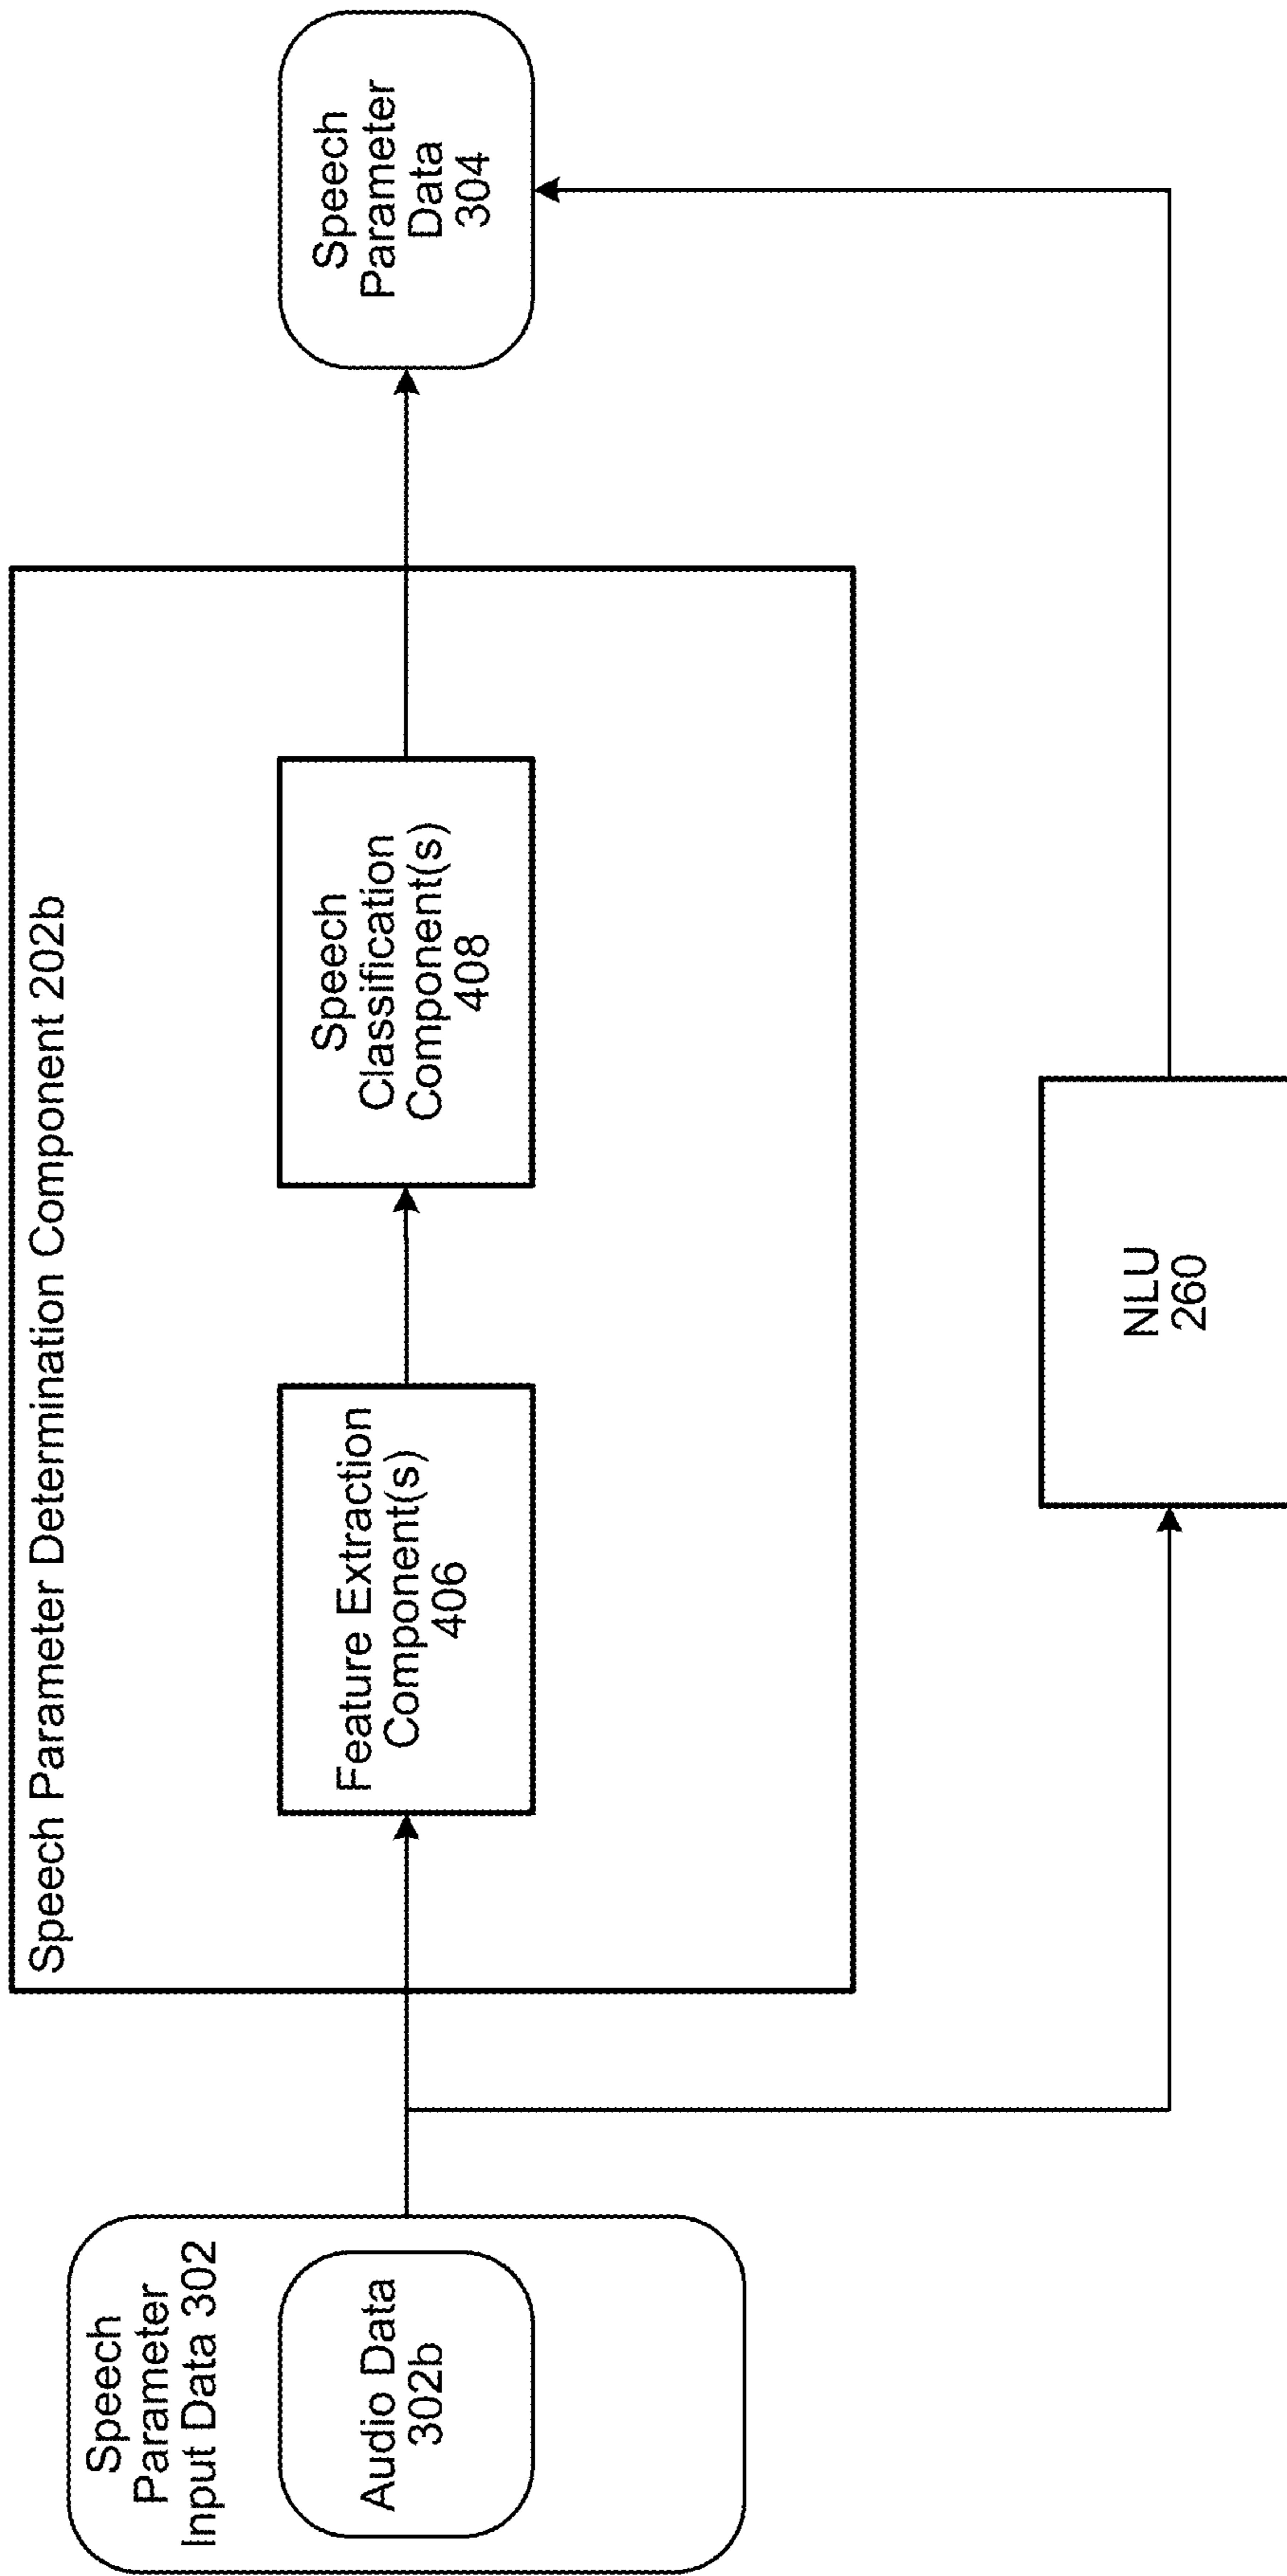 Speech
Parameter
Input Data 302
Audio Data
302b
Speech Parameter Determination Component 202b
Feature Extraction
Component(s)
406
Speech
Classification
Component(s)
408
Speech
Parameter
Data
304
NLU
260